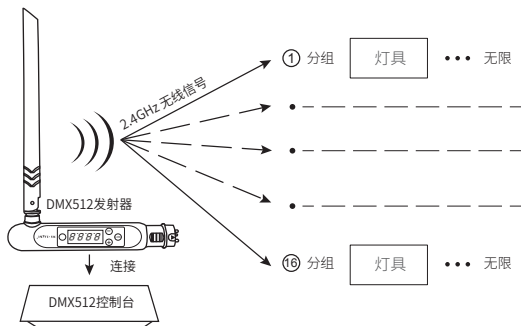 ① 分组 灯具 ••• 无限
2.4GHz 无线信号
DMX512发射器
8888
⑯ 分组 灯具 ••• 无限
连接
DMX512控制台